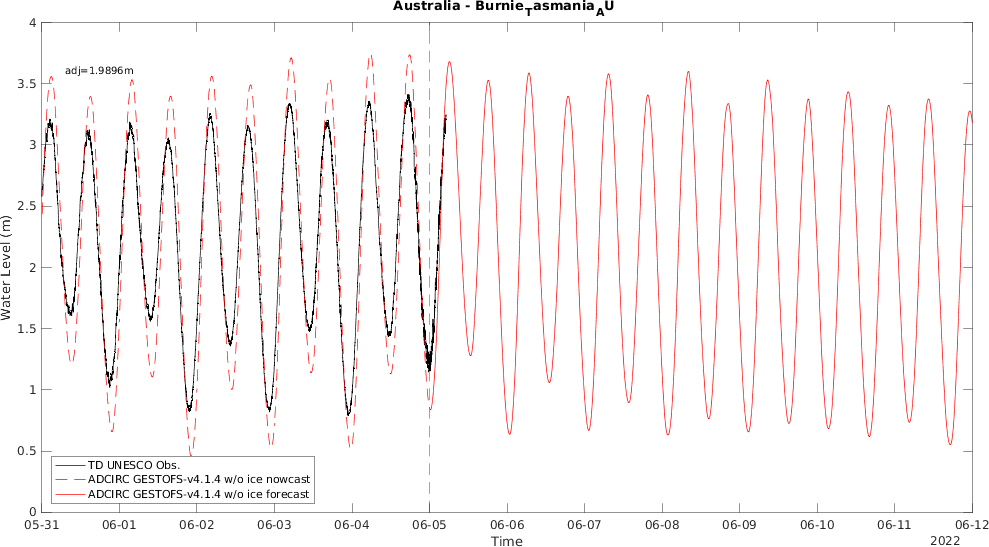 Australia - BurnieTasmaniaAU
adj=1.9896m
Water Level (m)
4
3.5
3
2.5
2
1.5
1
0.5
0
TD UNESCO Obs.
ADCIRC GESTOFS-v4.1.4 w/o ice nowcast
ADCIRC GESTOFS-v4.1.4 w/o ice forecast
05-31 06-01 06-02 06-03 06-04 06-05 06-06 06-07 06-08 06-09 06-10 06-11 06-12
Time
2022